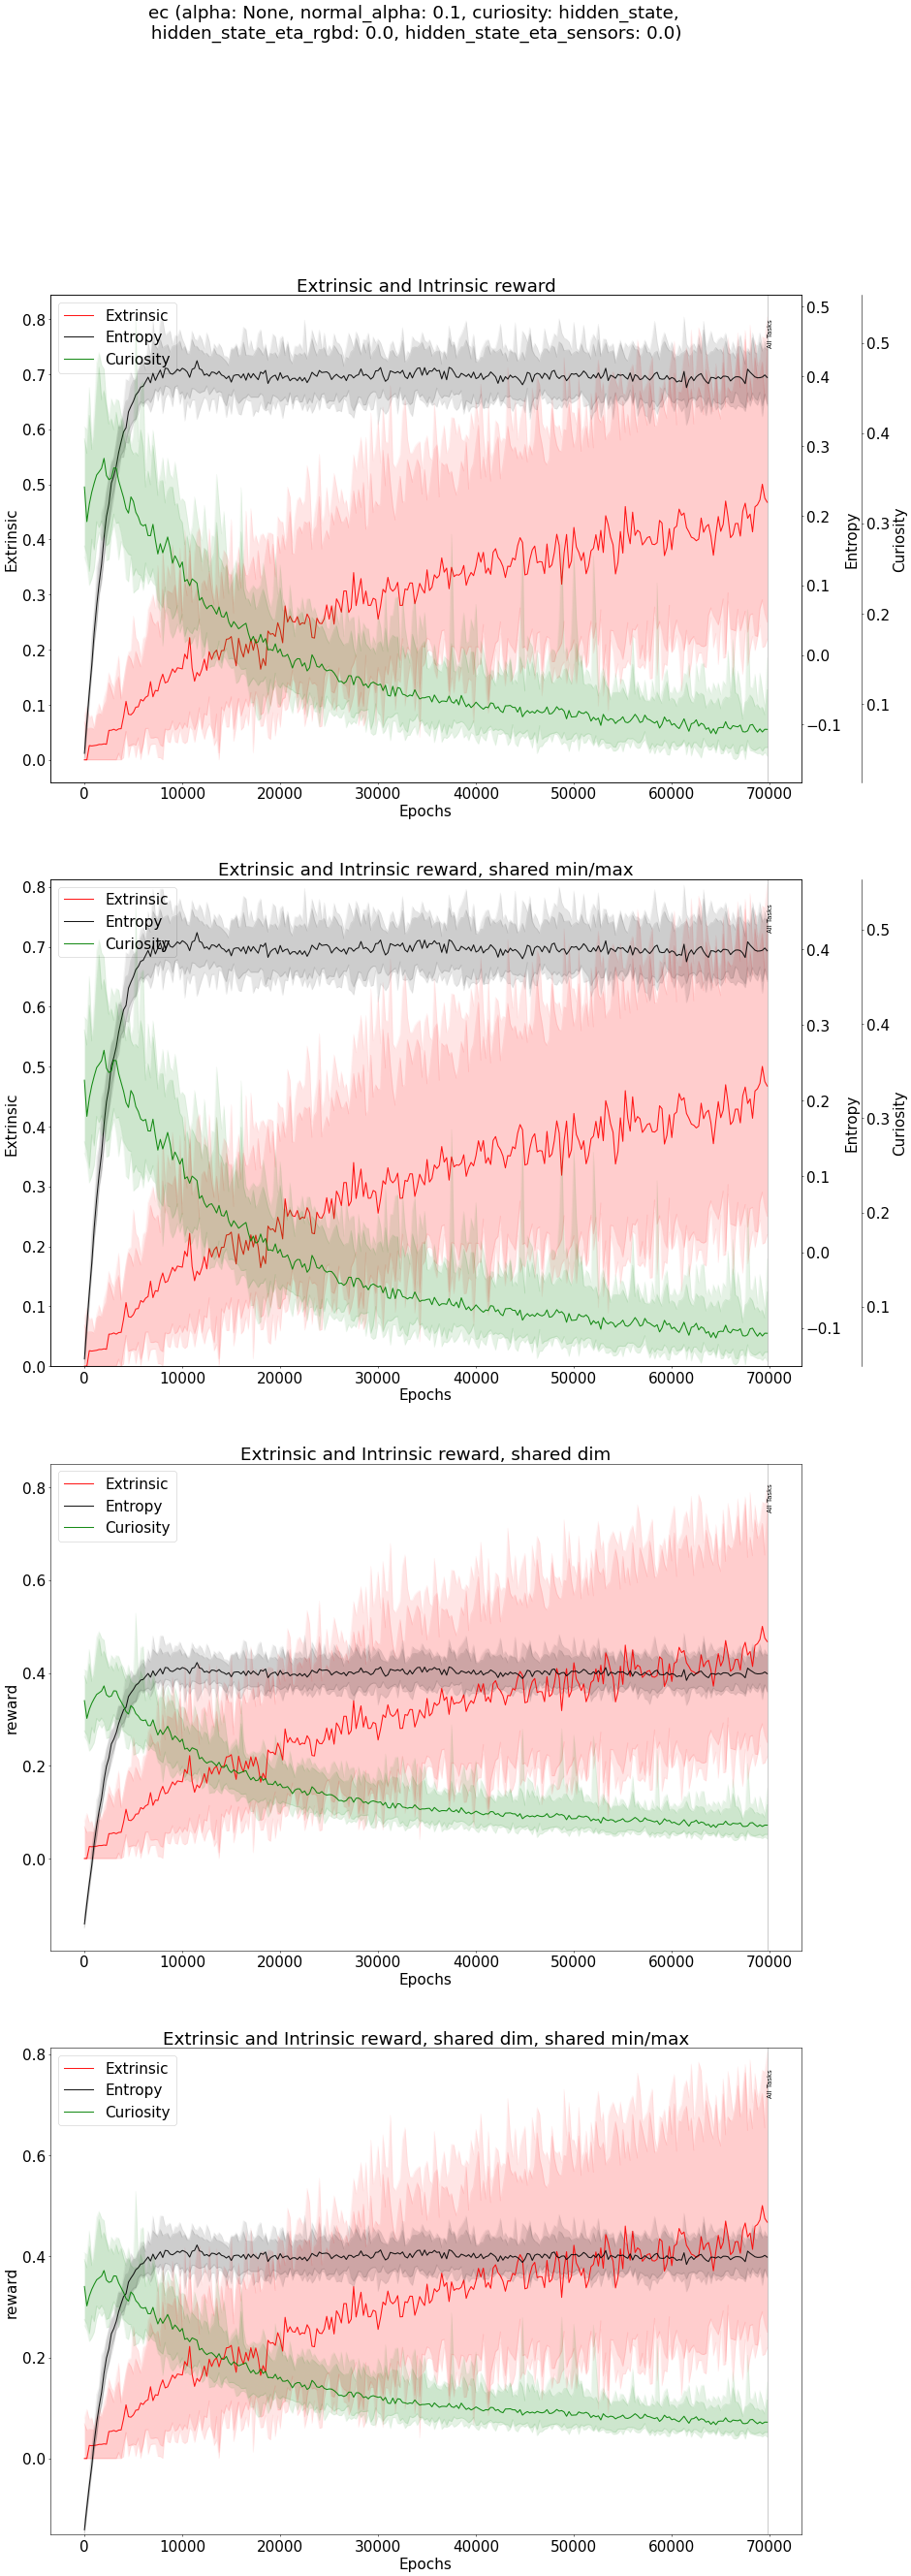 ec (alpha: None, normal_alpha: 0.1, curiosity: hidden_state,
hidden_state_eta_rgbd: 0.0, hidden_state_eta_sensors: 0.0)
Extrinsic and Intrinsic reward
Extrinsic
Entropy
Curiosity
All Tasks
0.8
0.7
0.6
0.5
0.4
0.3
0.2
0.1
0.0
Extrinsic
0.5
0.4
0.3
0.2
0.1
0.0
−0.1
Entropy
0.5
0.4
0.3
0.2
0.1
Curiosity
0 10000 20000 30000 40000 50000 60000 70000
Epochs
Extrinsic and Intrinsic reward, shared min/max
Extrinsic
Entropy
Curiosity
All Tasks
0.8
0.7
0.6
0.5
0.4
0.3
0.2
0.1
0.0
Extrinsic
0.4
0.3
0.2
0.1
0.0
−0.1
Entropy
0.5
0.4
0.3
0.2
0.1
Curiosity
0 10000 20000 30000 40000 50000 60000 70000
Epochs
Extrinsic and Intrinsic reward, shared dim
Extrinsic
Entropy
Curiosity
All Tasks
0.8
0.6
0.4
0.2
0.0
reward
0 10000 20000 30000 40000 50000 60000 70000
Epochs
Extrinsic and Intrinsic reward, shared dim, shared min/max
Extrinsic
Entropy
Curiosity
All Tasks
0.8
0.6
0.4
0.2
0.0
reward
0 10000 20000 30000 40000 50000 60000 70000
Epochs